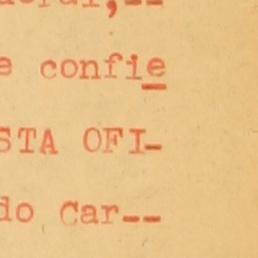 e confie
STA OFI-
do Car--